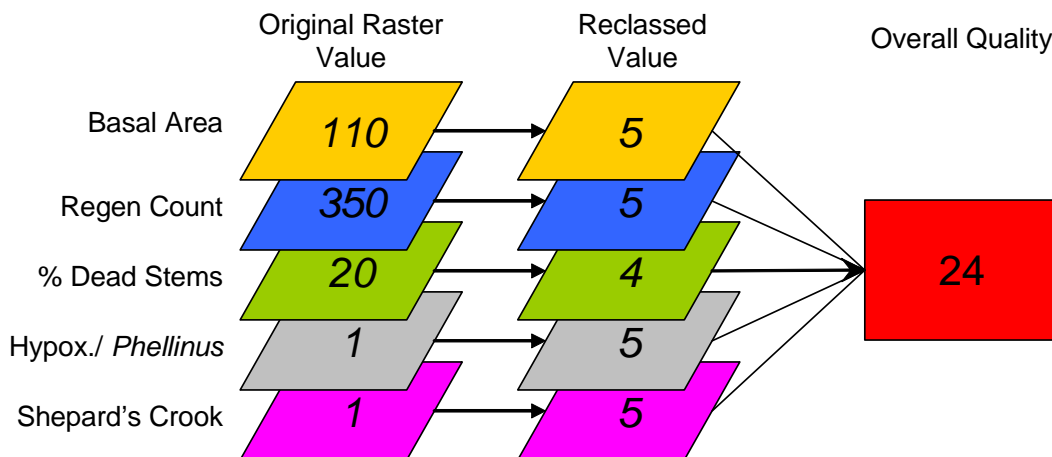 Original Raster
Value
Reclassed
Value
Overall Quality
Basal Area
110
5
Regen Count
350
5
% Dead Stems
20
4
24
Hypox./ Phellinus
1
5
Shepard's Crook
1
5